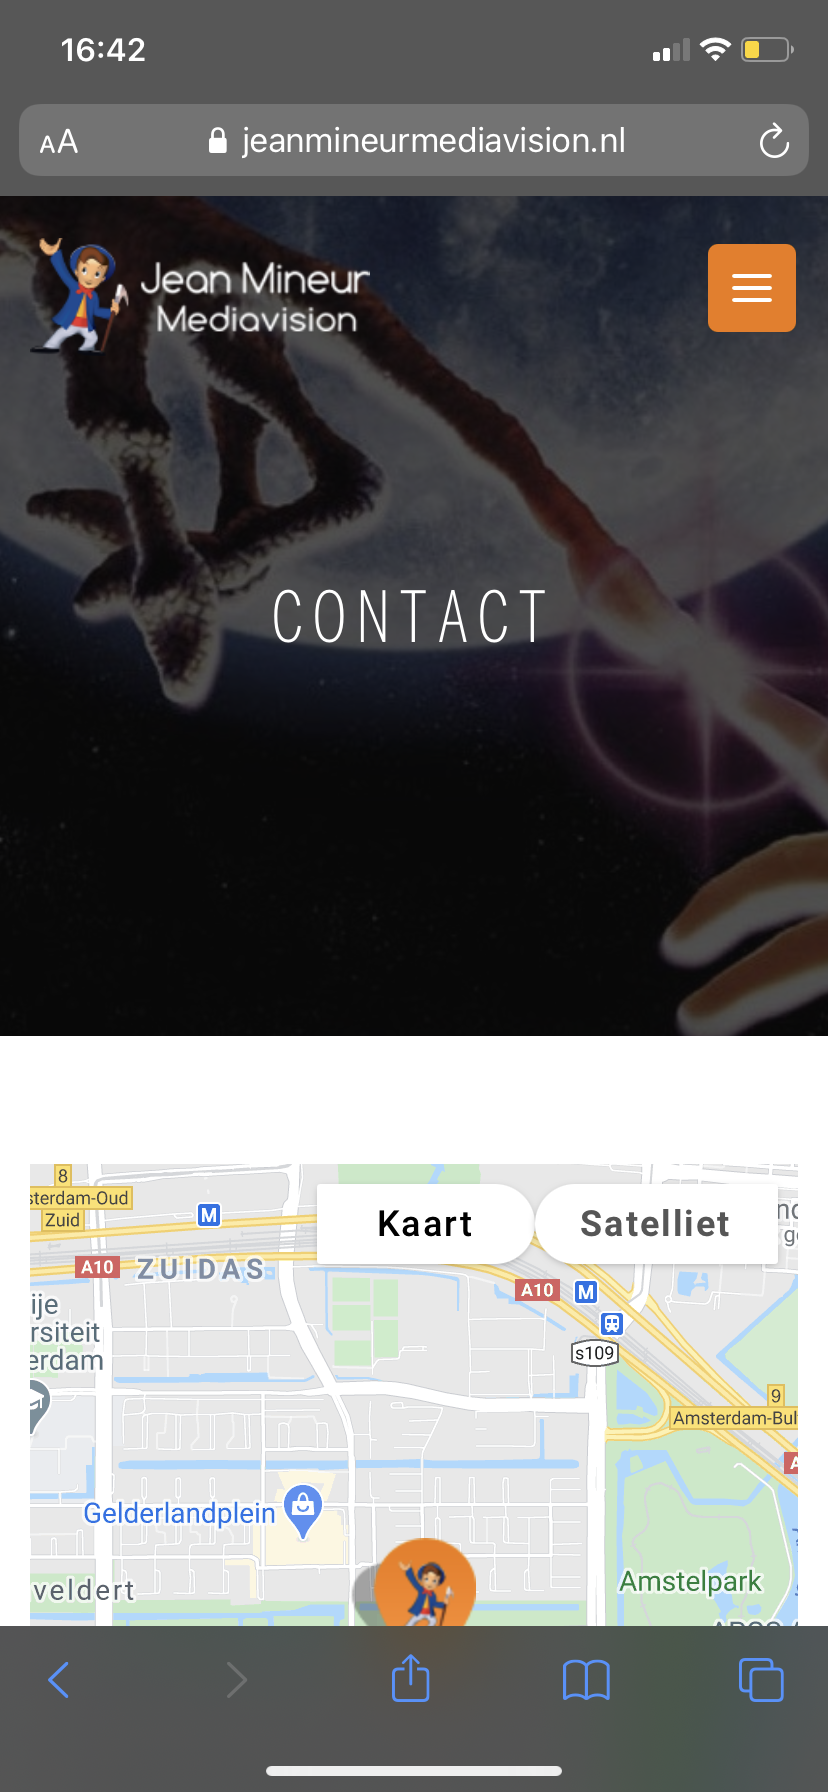 16:42
AA
jeanmineurmediavision.nl
Jean Mineur
Mediavision
CONTACT
8
sterdam-Oud
Zuid
M
Kaart
Satelliet
A10
ZUIDAS
A10
M
ije
rsiteit
erdam
s109
9
Amsterdam-Bui
A
Gelderlandplein
veldert
Amstelpark